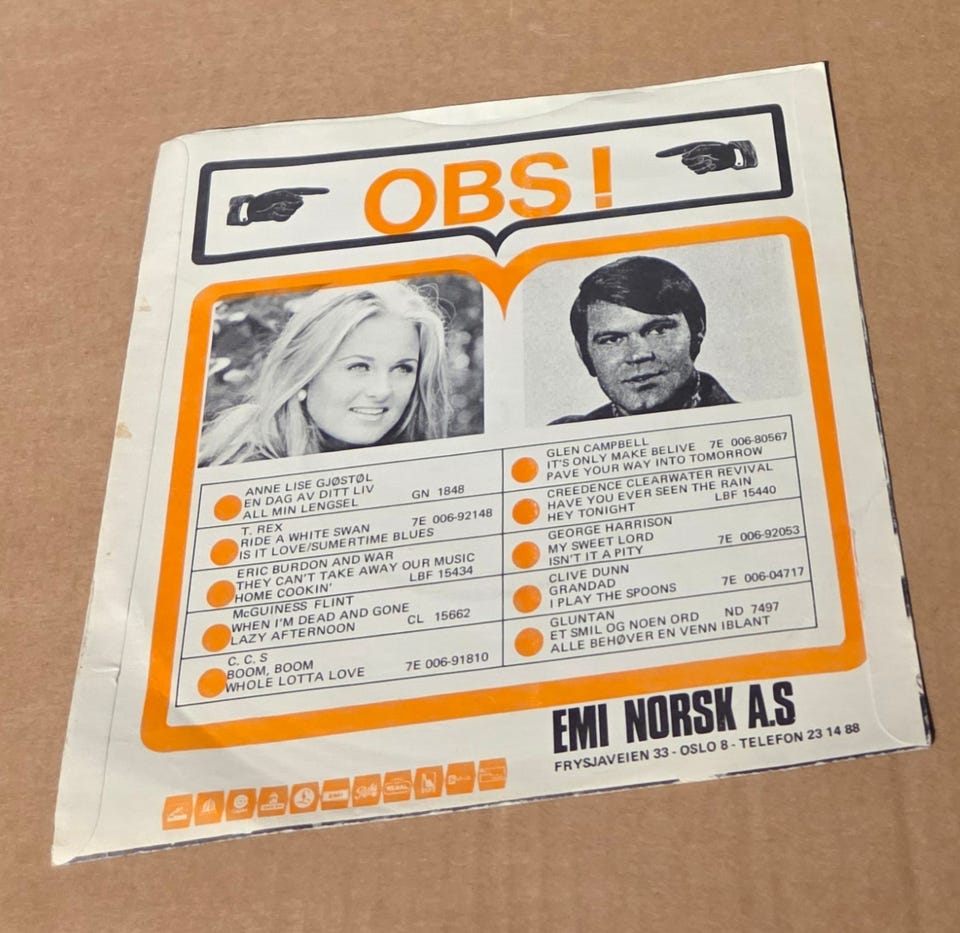 OBS!
ANNE LISE GJØSTØL
EN DAG AV DITT LIV
ALL MIN LENGSEL GN 1848
T. REX
RIDE A WHITE SWAN 7E 006-92148
IS IT LOVE/SUMERTIME BLUES
ERIC BURDON AND WAR
THEY CAN'T TAKE AWAY OUR MUSIC
HOME COOKIN' LBF 15434
McGUINESS FLINT
WHEN I'M DEAD AND GONE
LAZY AFTERNOON CL 15662
C. C. S
BOOM, BOOM
WHOLE LOTTA LOVE 7E 006-91810
GLEN CAMPBELL
IT'S ONLY MAKE BELIVE 7E 006-80567
PAVE YOUR WAY INTO TOMORROW
CREEDENCE CLEARWATER REVIVAL
HAVE YOU EVER SEEN THE RAIN
HEY TONIGHT LBF 15440
GEORGE HARRISON
MY SWEET LORD
ISN'T IT A PITY 7E 006-92053
CLIVE DUNN
GRANDAD
I PLAY THE SPOONS 7E 006-04717
GLUNTAN
ET SMIL OG NOEN ORD ND 7497
ALLE BEHØVER EN VENN IBLANT
EMI NORSK A.S
FRYSJAVEIEN 33 - OSLO 8 - TELEFON 23 14 88
REGAL